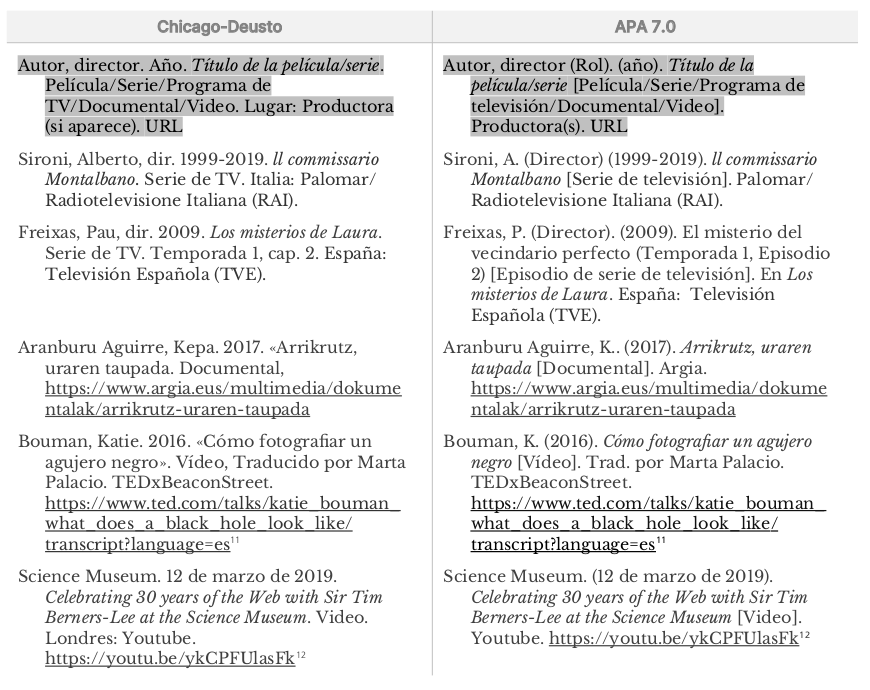 Chicago-Deusto
Autor, director. Año. Título de la película/serie.
Película/Serie/Programa de
TV/Documental/Video. Lugar: Productora
(si aparece). URL
Sironi, Alberto, dir. 1999-2019. ll commissario
Montalbano. Serie de TV. Italia: Palomar/
Radiotelevisione Italiana (RAI).
Freixas, Pau, dir. 2009. Los misterios de Laura.
Serie de TV. Temporada 1, cap. 2. España:
Televisión Española (TVE).
Aranburu Aguirre, Kepa. 2017. «Arrikrutz,
uraren taupada. Documental,
https://www.argia.eus/multimedia/dokume
ntalak/arrikrutz-uraren-taupada
Bouman, Katie. 2016. «Cómo fotografiar un
agujero negro». Vídeo, Traducido por Marta
Palacio. TEDxBeaconStreet.
https://www.ted.com/talks/katie_bouman_
what_does_a_black_hole_look_like/
transcript?language=es¹¹
Science Museum. 12 de marzo de 2019.
Celebrating 30 years of the Web with Sir Tim
Berners-Lee at the Science Museum. Video.
Londres: Youtube.
https://youtu.be/ykCPFUlasFk¹²
APA 7.0
Autor, director (Rol). (año). Título de la
película/serie [Película/Serie/Programa de
televisión/Documental/Video].
Productora(s). URL
Sironi, A. (Director) (1999-2019). ll commissario
Montalbano [Serie de televisión]. Palomar/
Radiotelevisione Italiana (RAI).
Freixas, P. (Director). (2009). El misterio del
vecindario perfecto (Temporada 1, Episodio
2) [Episodio de serie de televisión]. En Los
misterios de Laura. España: Televisión
Española (TVE).
Aranburu Aguirre, K.. (2017). Arrikrutz, uraren
taupada [Documental]. Argia.
https://www.argia.eus/multimedia/dokume
ntalak/arrikrutz-uraren-taupada
Bouman, K. (2016). Cómo fotografiar un agujero
negro [Vídeo]. Trad. por Marta Palacio.
TEDxBeaconStreet.
https://www.ted.com/talks/katie_bouman_
what_does_a_black_hole_look_like/
transcript?language=es¹¹
Science Museum. (12 de marzo de 2019).
Celebrating 30 years of the Web with Sir Tim
Berners-Lee at the Science Museum [Video].
Youtube. https://youtu.be/ykCPFUlasFk¹²